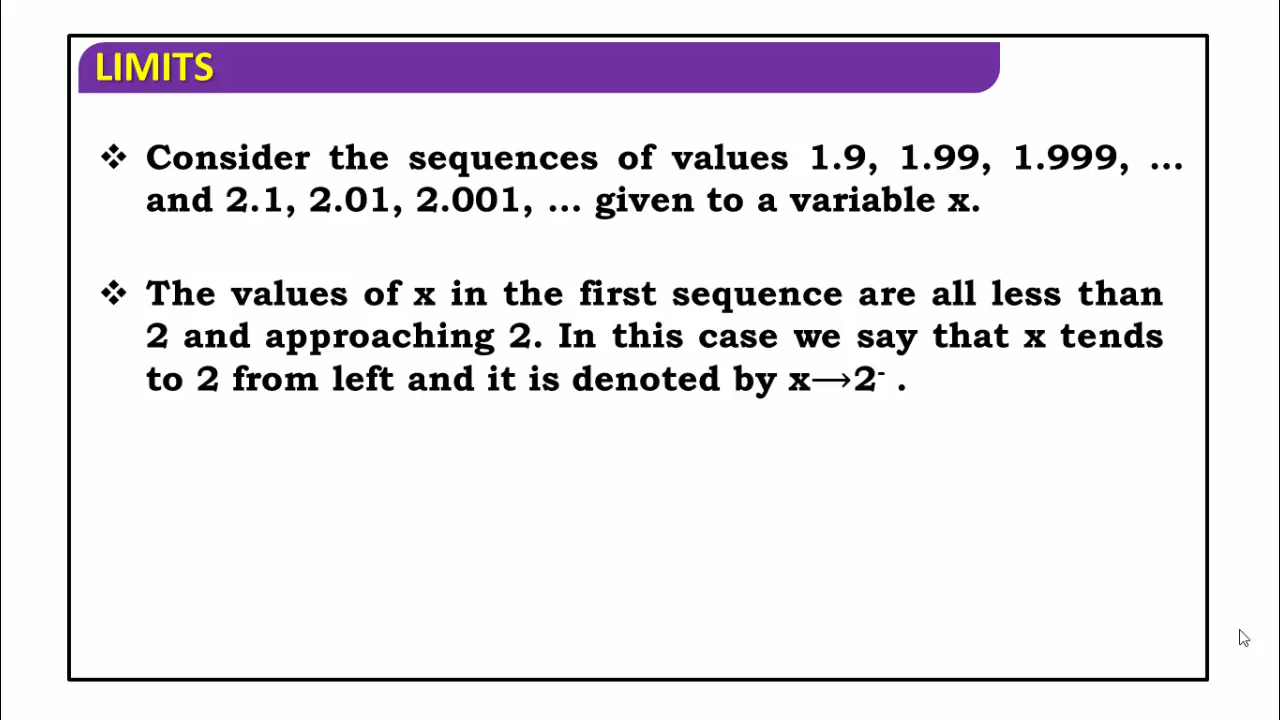 LIMITS
❖ Consider the sequences of values 1.9, 1.99, 1.999, ...
and 2.1, 2.01, 2.001, ... given to a variable x.
❖ The values of x in the first sequence are all less than
2 and approaching 2. In this case we say that x tends
to 2 from left and it is denoted by x⟶2⁻ .